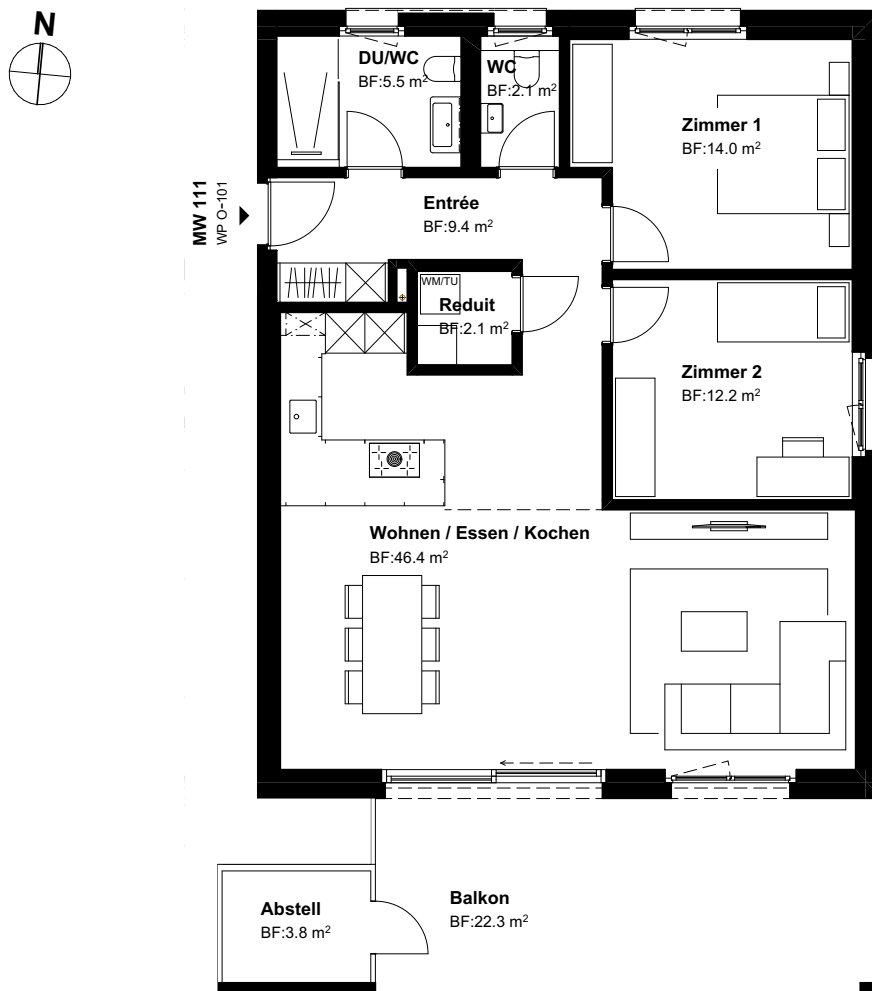 N
DU/WC
BF:5.5 m²
WC
BF:2.1 m²
Zimmer 1
BF:14.0 m²
MW 111
WP O-101
Entrée
BF:9.4 m²
WM/TU
Reduit
BF:2.1 m²
Zimmer 2
BF:12.2 m²
Wohnen / Essen / Kochen
BF:46.4 m²
Abstell
BF:3.8 m²
Balkon
BF:22.3 m²